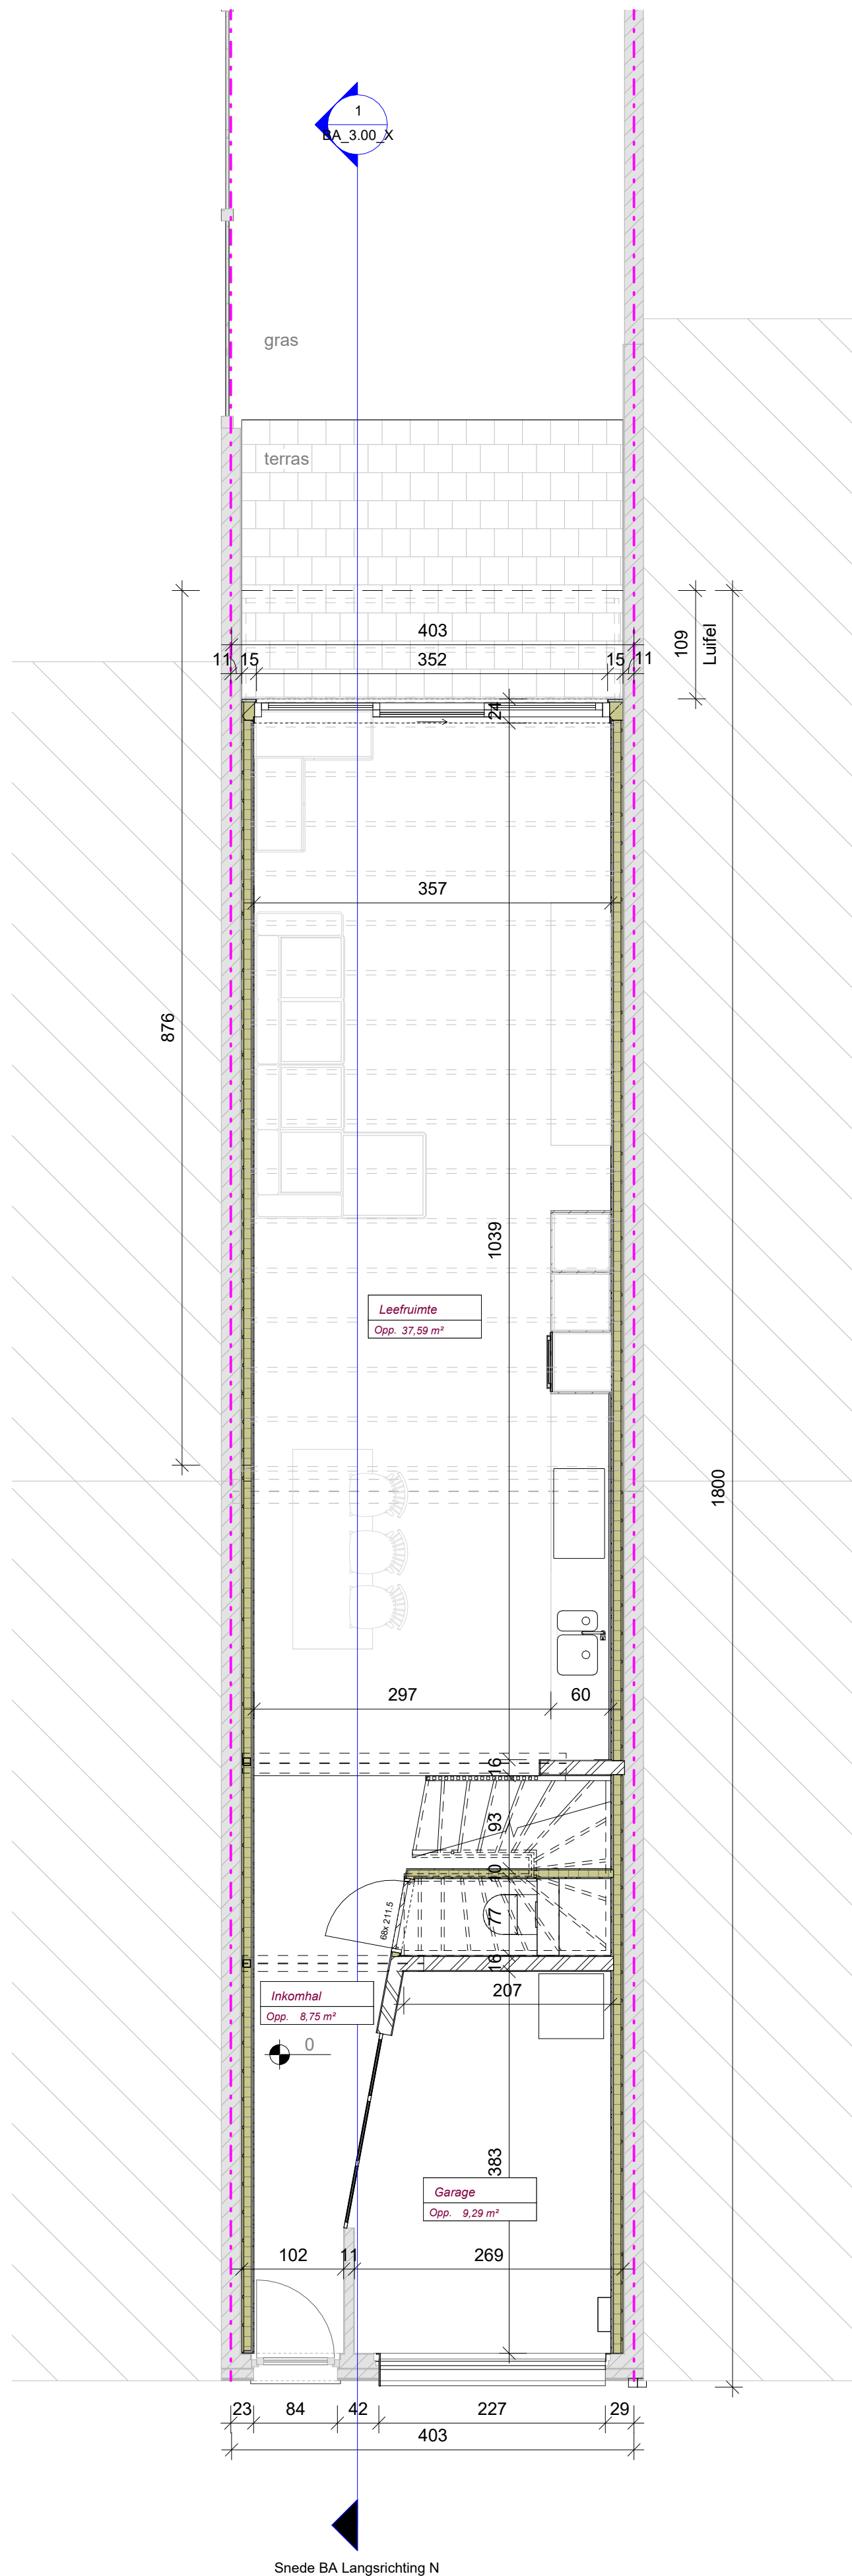 1
BA_3.00_X
gras
terras
403
109
Luifel
11
15
352
15
11
24
357
876
1039
Leefruimte
Opp. 37,59 m²
1800
297
60
16
93
10
68x 211.5
77
16
Inkomhal
Opp. 8,75 m²
207
0
383
Garage
Opp. 9,29 m²
102
11
269
23
84
42
227
29
403
Snede BA Langsrichting N